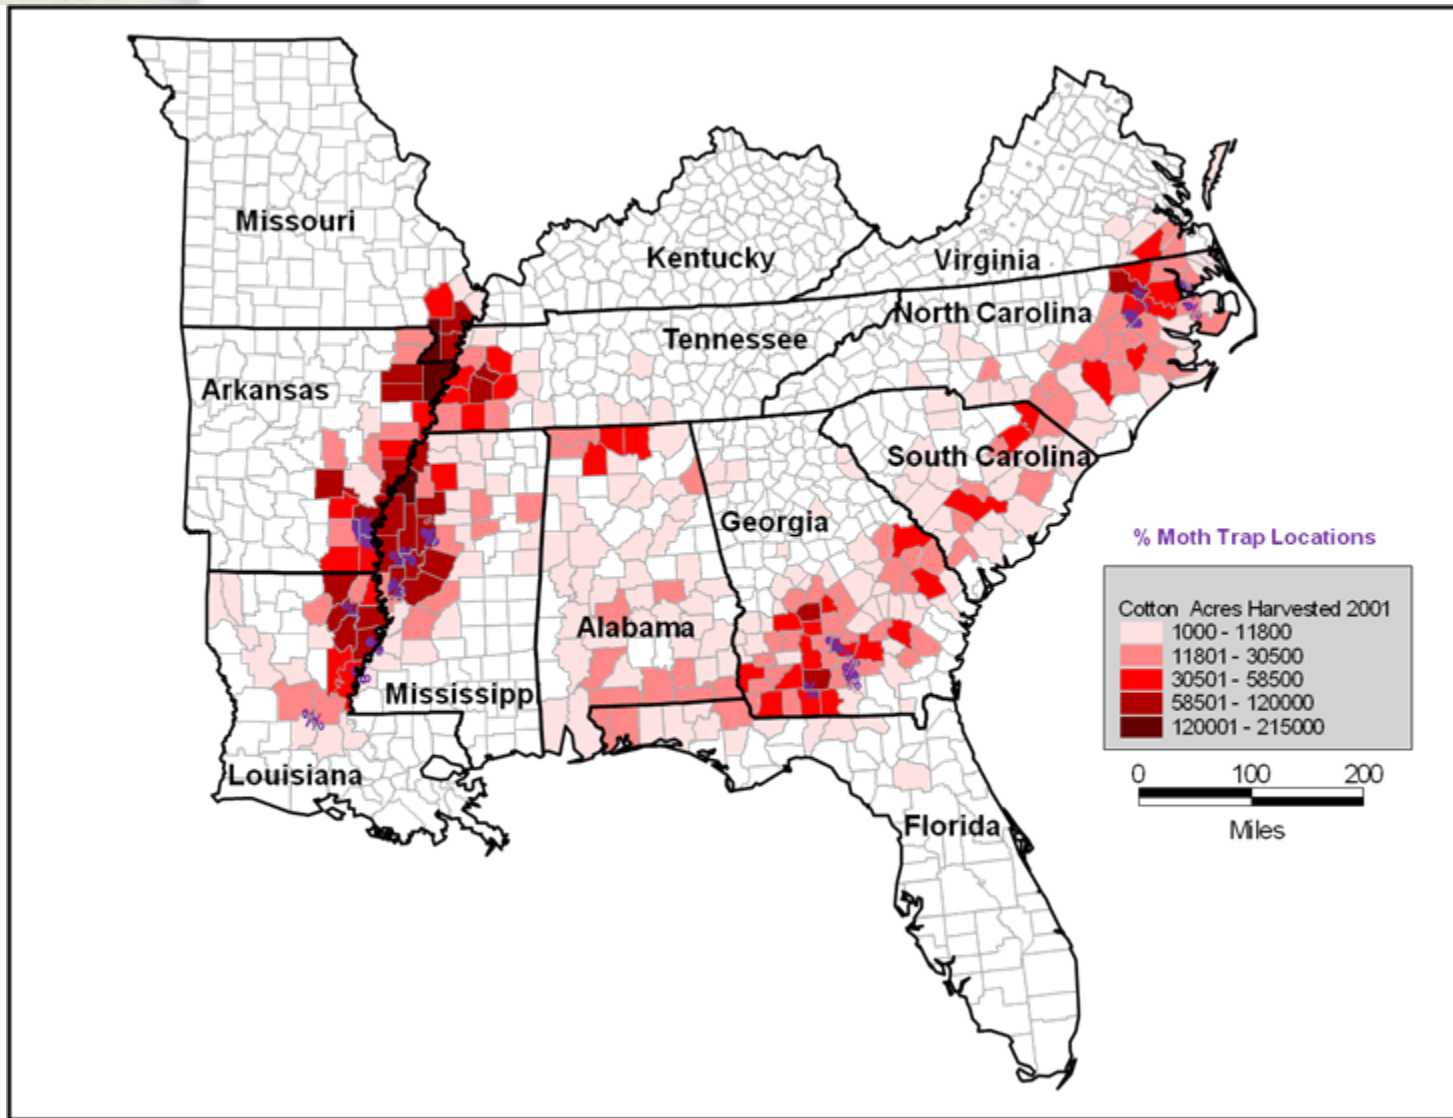 Missouri
Kentucky
Virginia
North Carolina
Tennessee
Arkansas
South Carolina
Georgia
% Moth Trap Locations
Cotton Acres Harvested 2001
1000 - 11800
11801 - 30500
30501 - 58500
58501 - 120000
120001 - 215000
Alabama
Mississipp
Louisiana
0 100 200
Miles
Florida